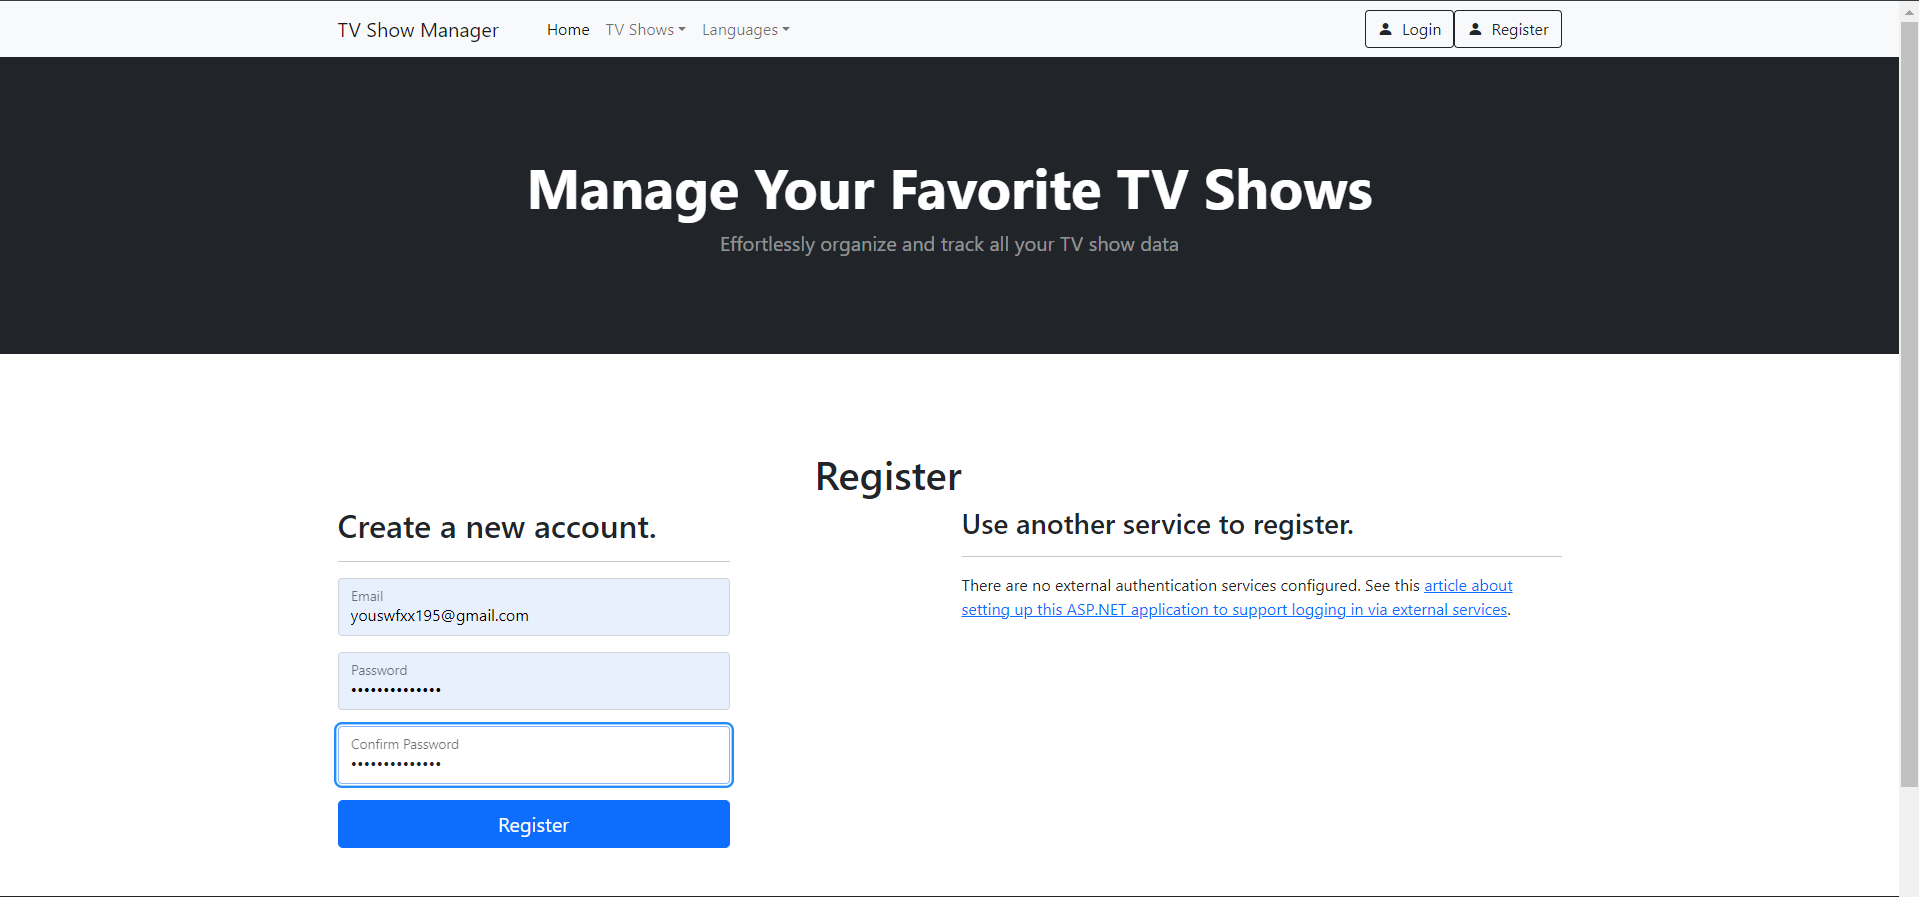 TV Show Manager
Home
TV Shows
Languages
Login
Register
Manage Your Favorite TV Shows
Effortlessly organize and track all your TV show data
Register
Create a new account.
Email
youswfxx195@gmail.com
Password
••••••••••••••
Confirm Password
••••••••••••••
Register
Use another service to register.
There are no external authentication services configured. See this article about
setting up this ASP.NET application to support logging in via external services.